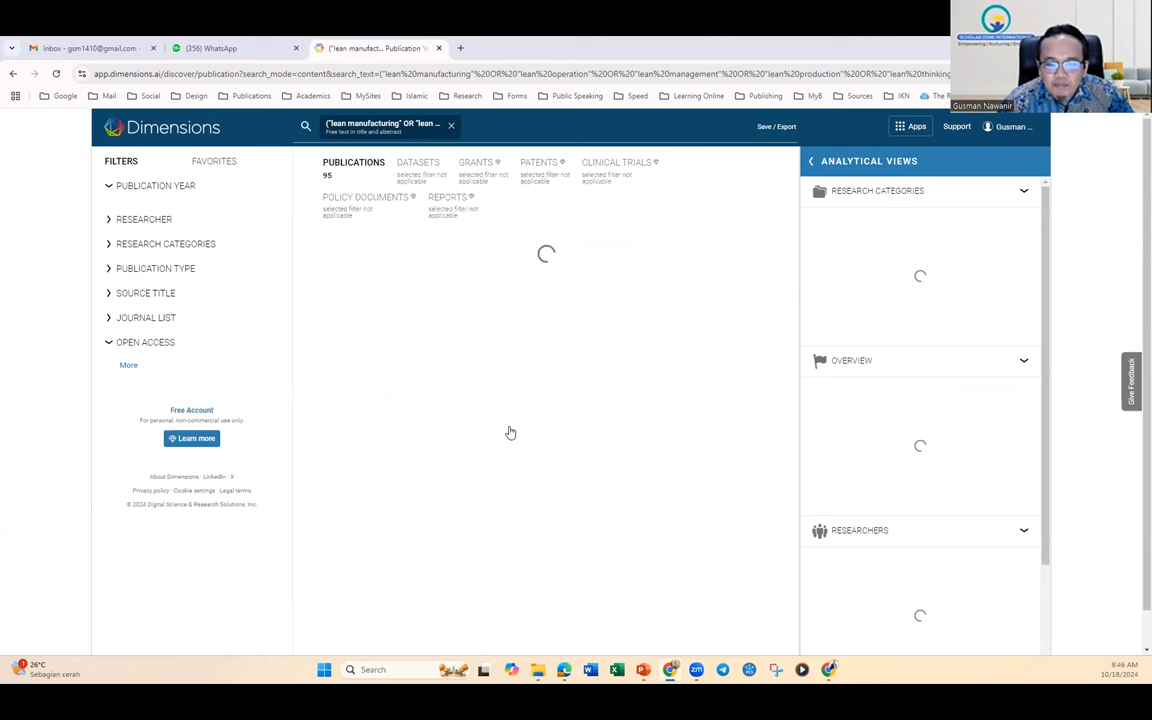 Inbox - gsm1410@gmail.com
(356) WhatsApp
("lean manufact... Publication Y
app.dimensions.ai/discover/publication?search_mode=content&search_text=("lean%20manufacturing"%20OR%20"lean%20operation"%20OR%20"lean%20management"%20OR%20"lean%20production"%20OR%20"lean%20thinking
Google
Mail
Social
Design
Publications
Academics
MySites
Islamic
Research
Forms
Public Speaking
Speed
Learning Online
Publishing
MyB
Sources
IKN
The R
SCHOLAR ZONE INTERNATIONAL
Gusman Nawanir
Dimensions
("lean manufacturing" OR "lean ...
Free text in title and abstract
Save / Export
Apps
Support
Gusman ...
FILTERS
FAVORITES
PUBLICATION YEAR
RESEARCHER
RESEARCH CATEGORIES
PUBLICATION TYPE
SOURCE TITLE
JOURNAL LIST
OPEN ACCESS
More
Free Account
For personal, non-commercial use only.
Learn more
About Dimensions · LinkedIn · X
Privacy policy · Cookie settings · Legal terms
© 2024 Digital Science & Research Solutions, Inc.
PUBLICATIONS
95
DATASETS
selected filter not
applicable
GRANTS
selected filter not
applicable
PATENTS
selected filter not
applicable
CLINICAL TRIALS
selected filter not
applicable
POLICY DOCUMENTS
selected filter not
applicable
REPORTS
selected filter not
applicable
ANALYTICAL VIEWS
RESEARCH CATEGORIES
OVERVIEW
RESEARCHERS
Give Feedback
1
26°C
Sebagian cerah
Search
9:46 AM
10/18/2024